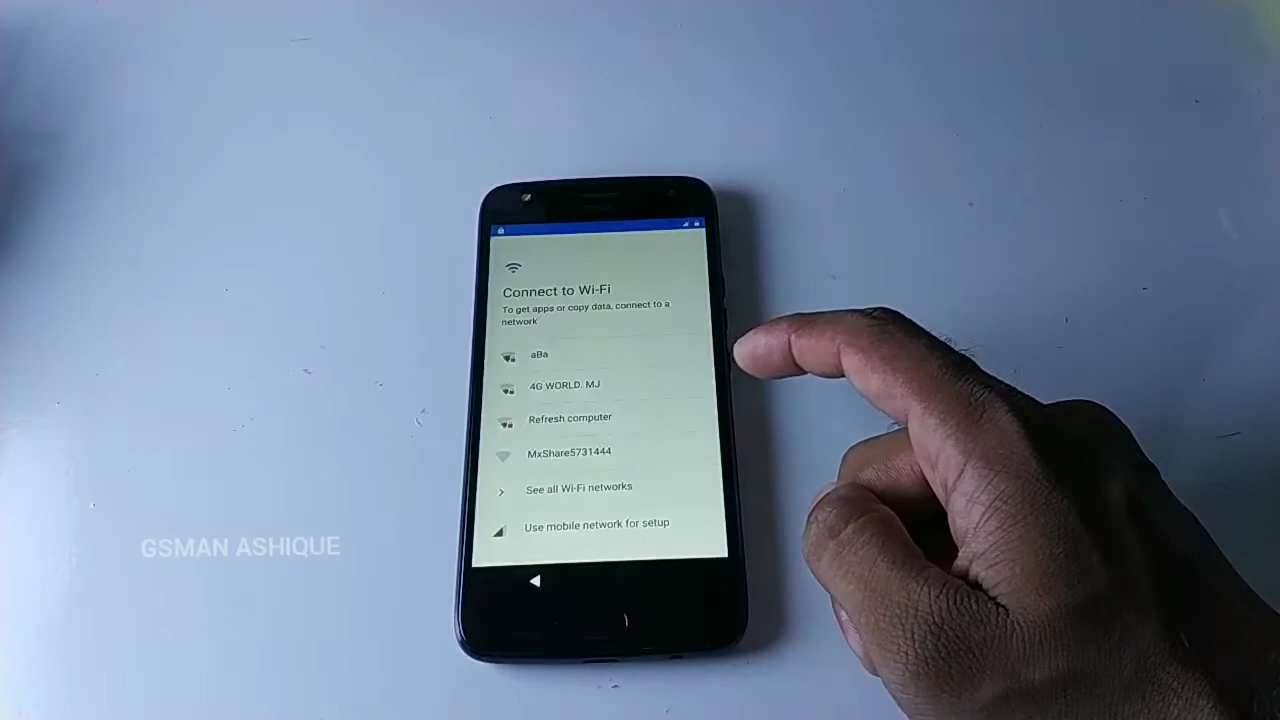 Connect to Wi-Fi
To get apps or copy data, connect to a
network
aBa
4G WORLD. MJ
Refresh computer
MxShare5731444
See all Wi-Fi networks
Use mobile network for setup
GSMAN ASHIQUE